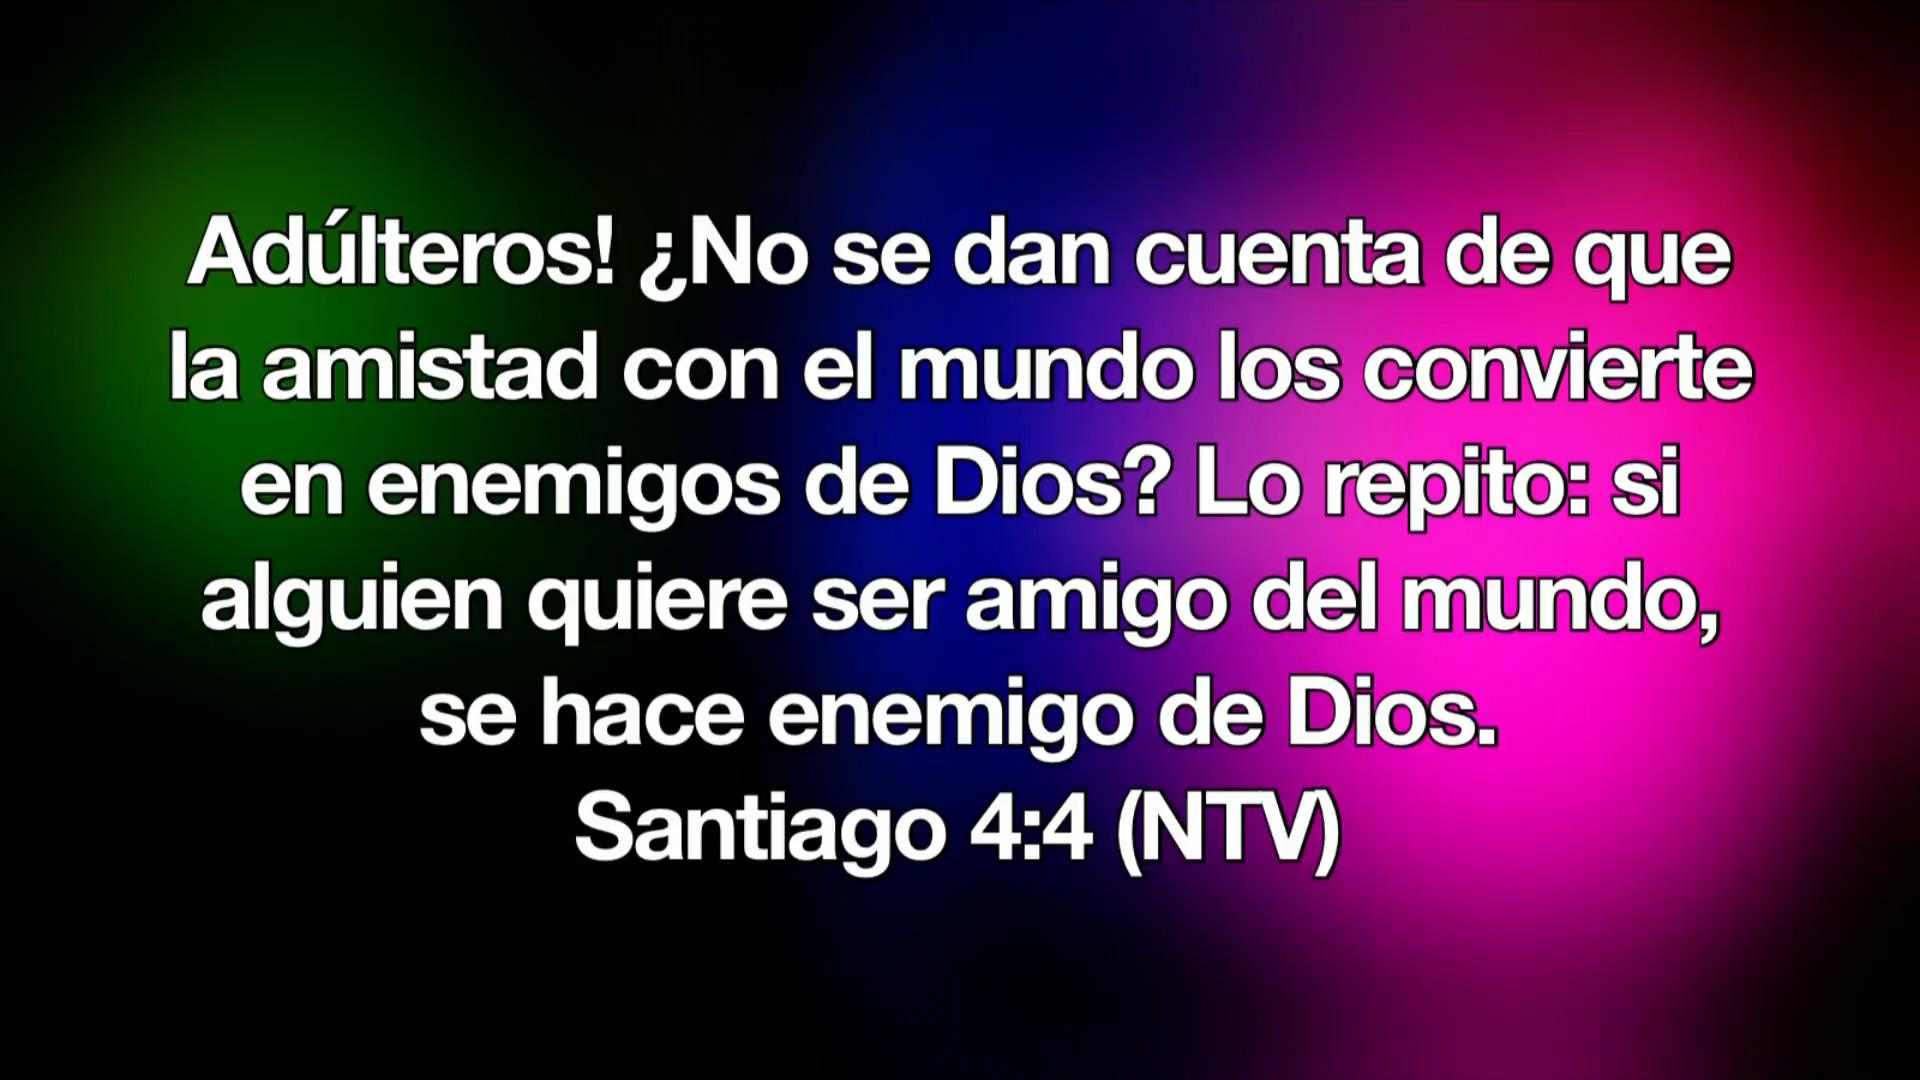 Adúlteros! ¿No se dan cuenta de que
la amistad con el mundo los convierte
en enemigos de Dios? Lo repito: si
alguien quiere ser amigo del mundo,
se hace enemigo de Dios.
Santiago 4:4 (NTV)